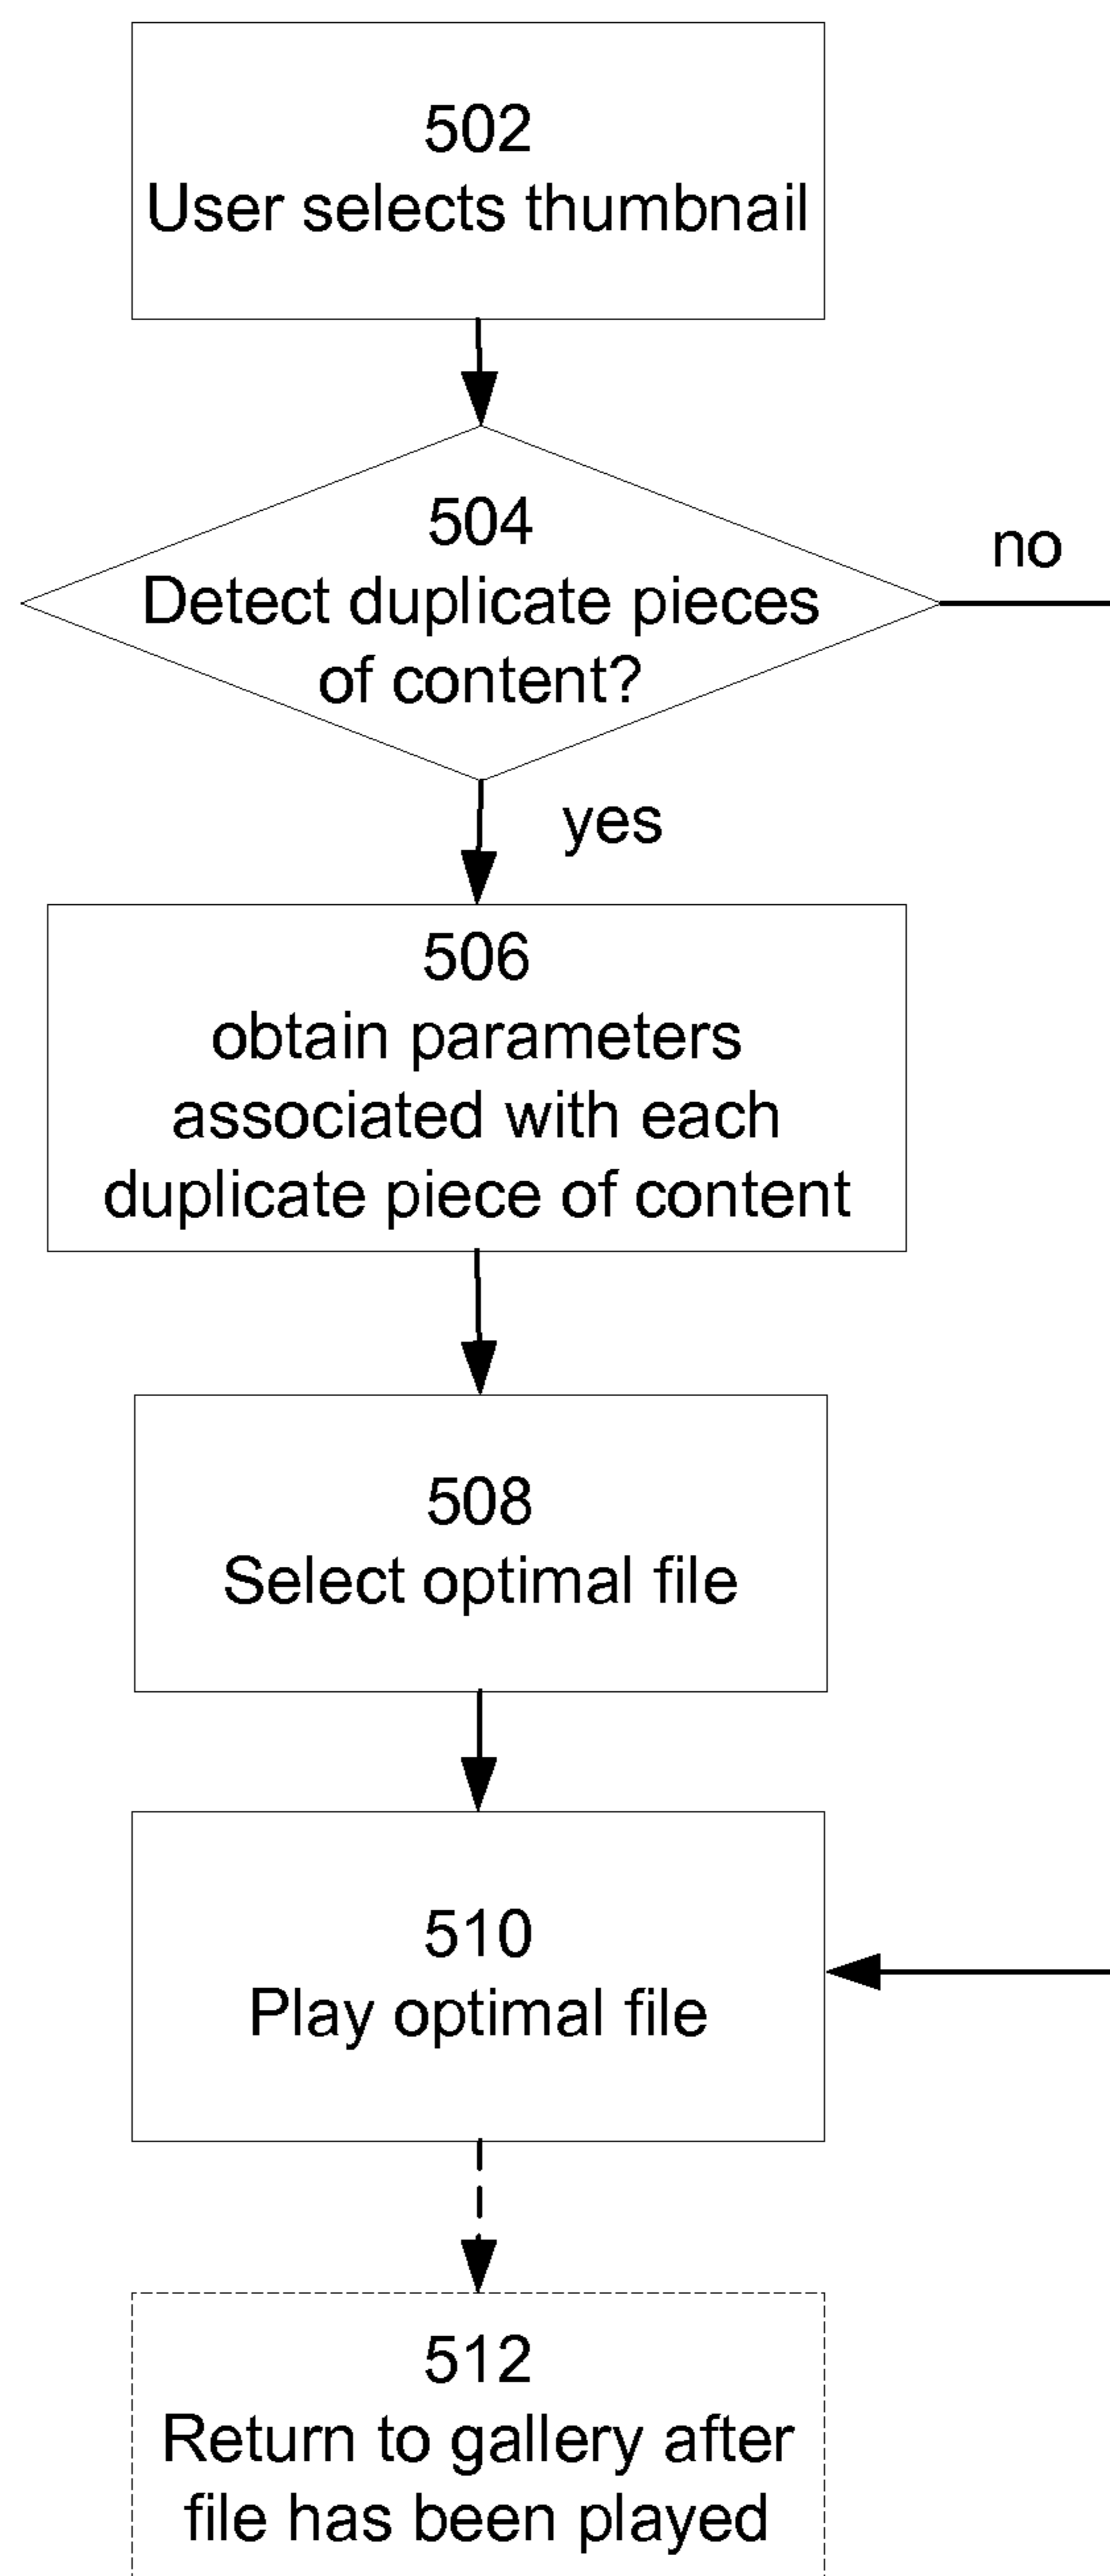 502
User selects thumbnail
504
Detect duplicate pieces
of content?
no
yes
506
obtain parameters
associated with each
duplicate piece of content
508
Select optimal file
510
Play optimal file
512
Return to gallery after
file has been played